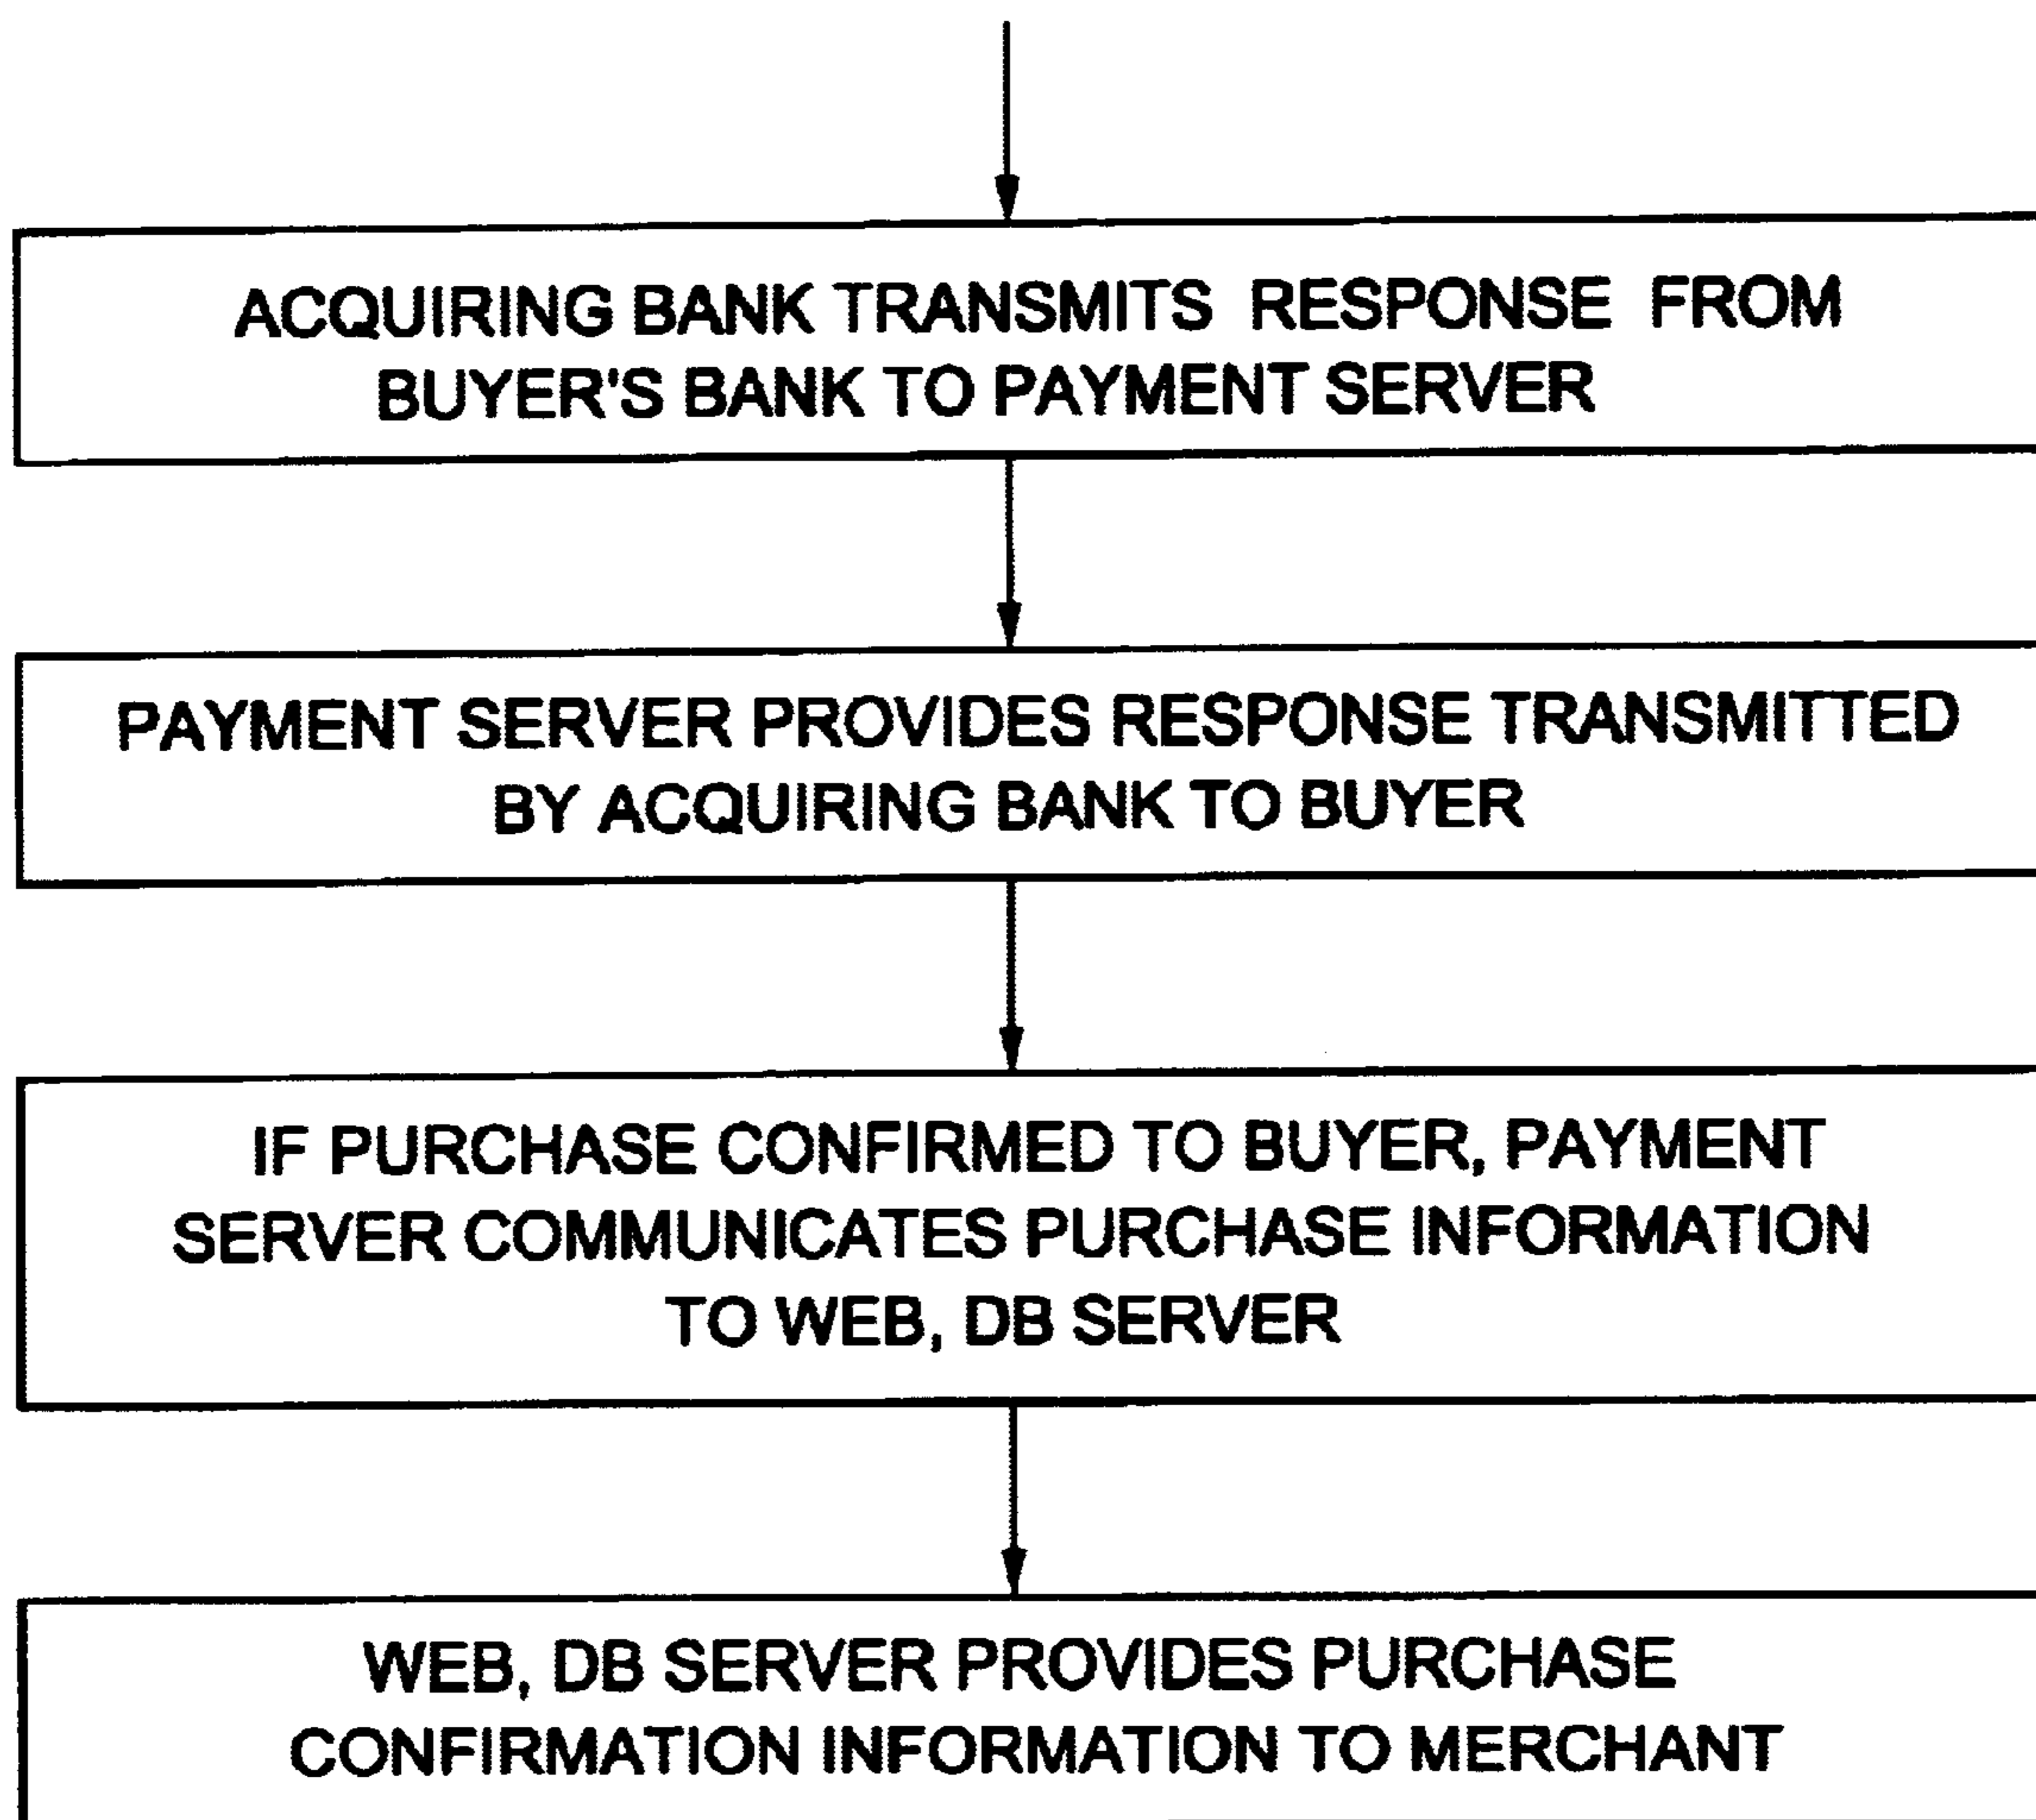 ACQUIRING BANK TRANSMITS RESPONSE FROM
BUYER'S BANK TO PAYMENT SERVER
PAYMENT SERVER PROVIDES RESPONSE TRANSMITTED
BY ACQUIRING BANK TO BUYER
IF PURCHASE CONFIRMED TO BUYER, PAYMENT
SERVER COMMUNICATES PURCHASE INFORMATION
TO WEB, DB SERVER
WEB, DB SERVER PROVIDES PURCHASE
CONFIRMATION INFORMATION TO MERCHANT